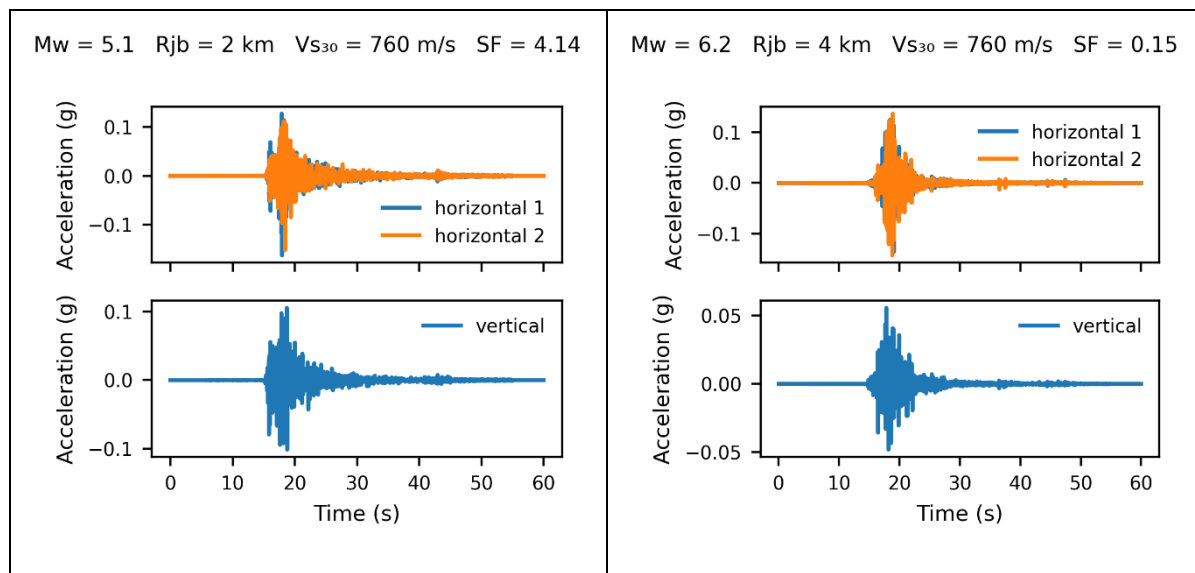 Mw = 5.1 Rjb = 2 km Vs₃₀ = 760 m/s SF = 4.14
Acceleration (g)
0.1
0.0
−0.1
horizontal 1
horizontal 2
Acceleration (g)
0.1
0.0
−0.1
vertical
0 10 20 30 40 50 60
Time (s)
Mw = 6.2 Rjb = 4 km Vs₃₀ = 760 m/s SF = 0.15
Acceleration (g)
0.1
0.0
−0.1
horizontal 1
horizontal 2
Acceleration (g)
0.05
0.00
−0.05
vertical
0 10 20 30 40 50 60
Time (s)